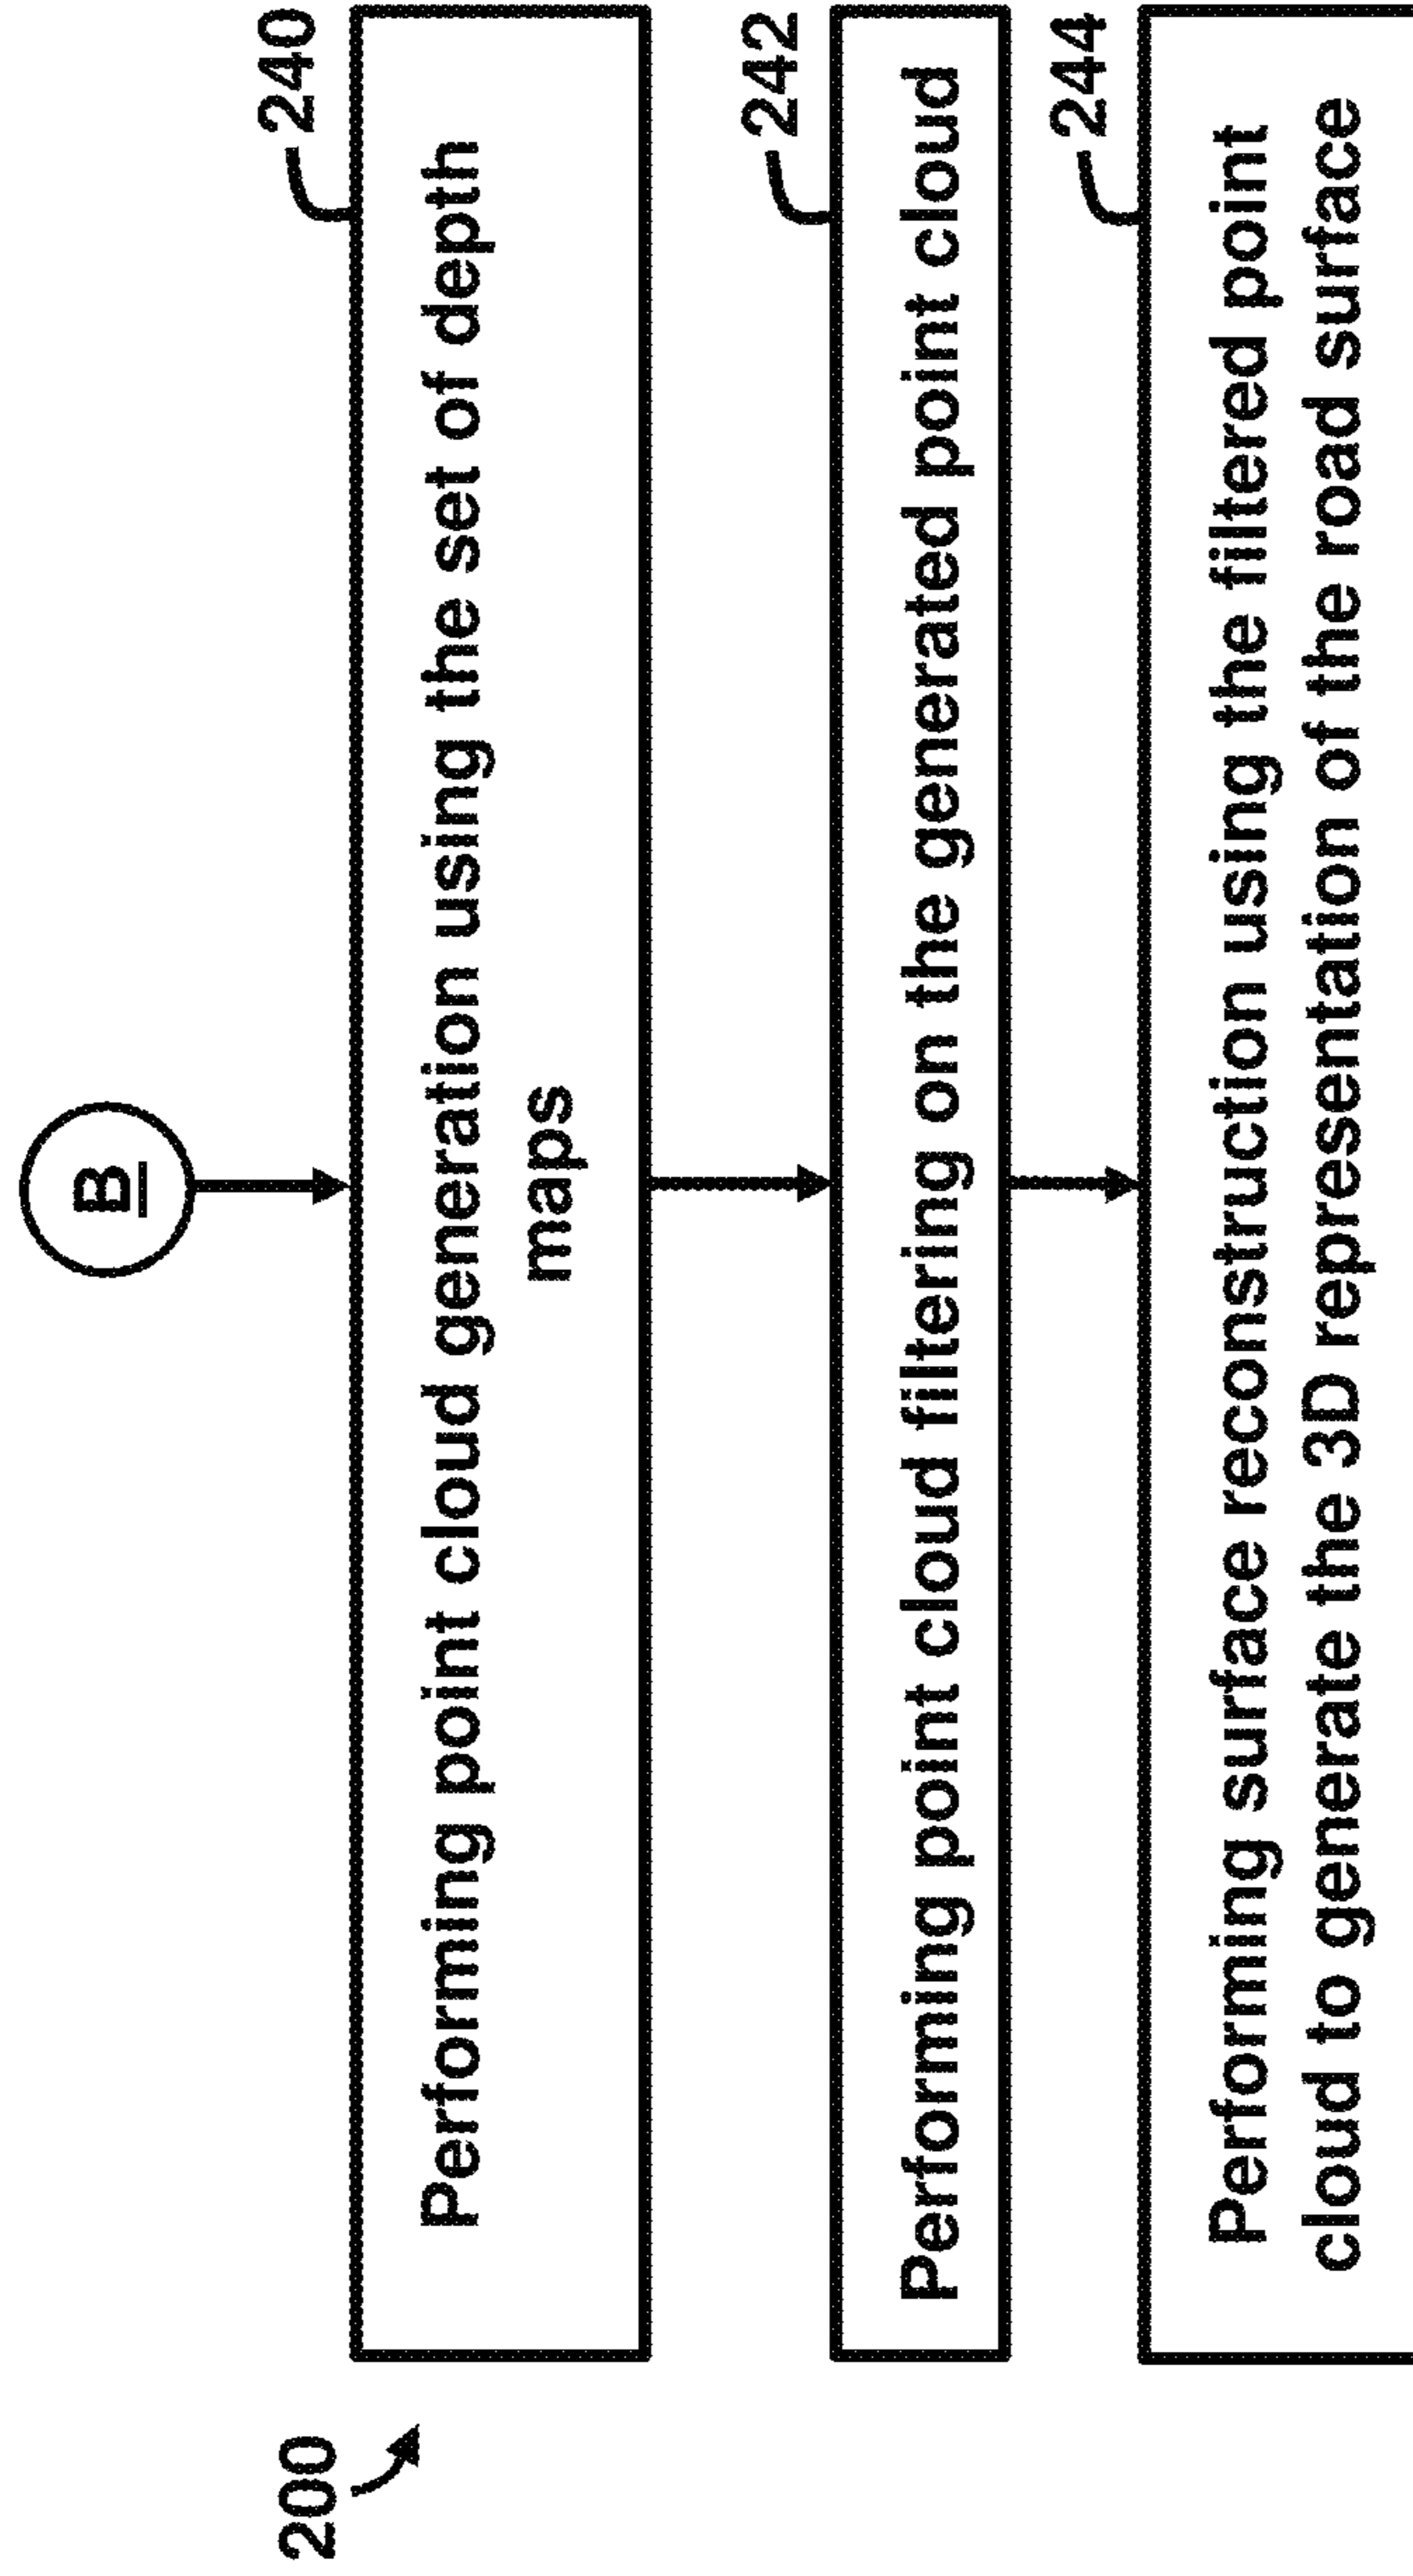 200
B
240
Performing point cloud generation using the set of depth
maps
242
Performing point cloud filtering on the generated point cloud
244
Performing surface reconstruction using the filtered point
cloud to generate the 3D representation of the road surface